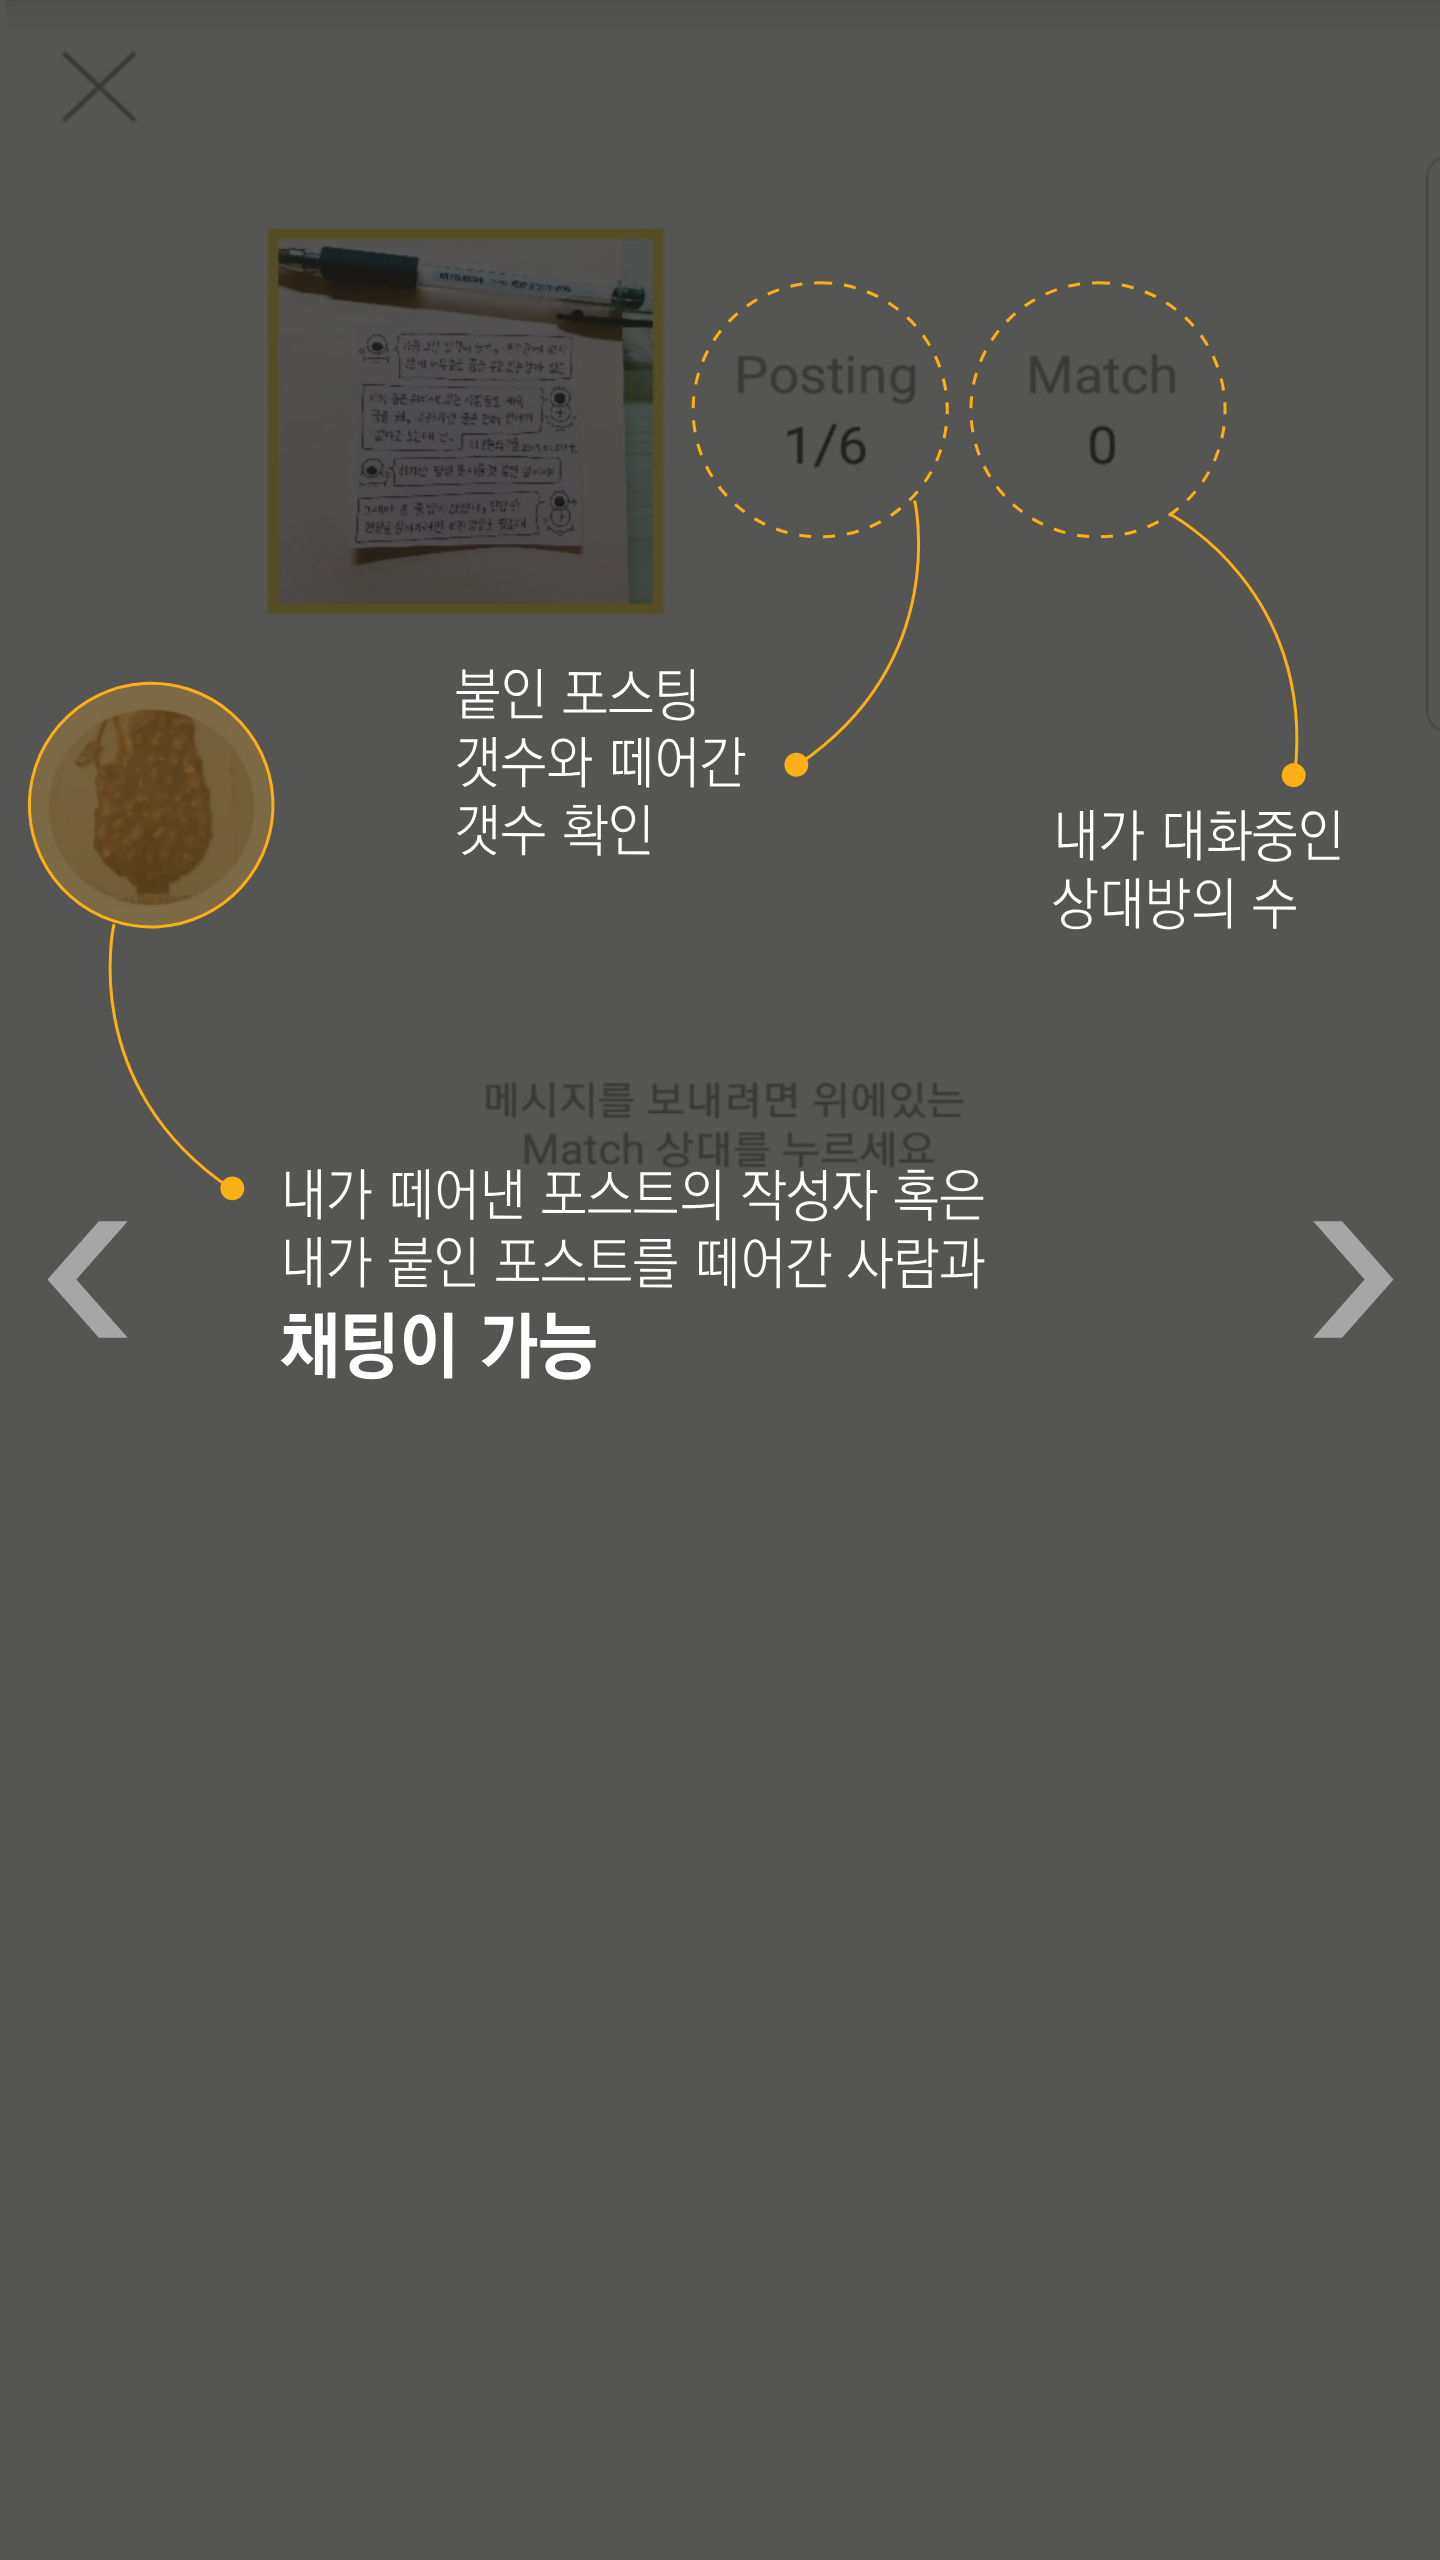 Posting
1/6
Match
0
붙인 포스팅
갯수와 떼어간
갯수 확인
내가 대화중인
상대방의 수
메시지를 보내려면 위에있는
Match 상대를 누르세요
내가 떼어낸 포스트의 작성자 혹은
내가 붙인 포스트를 떼어간 사람과
채팅이 가능